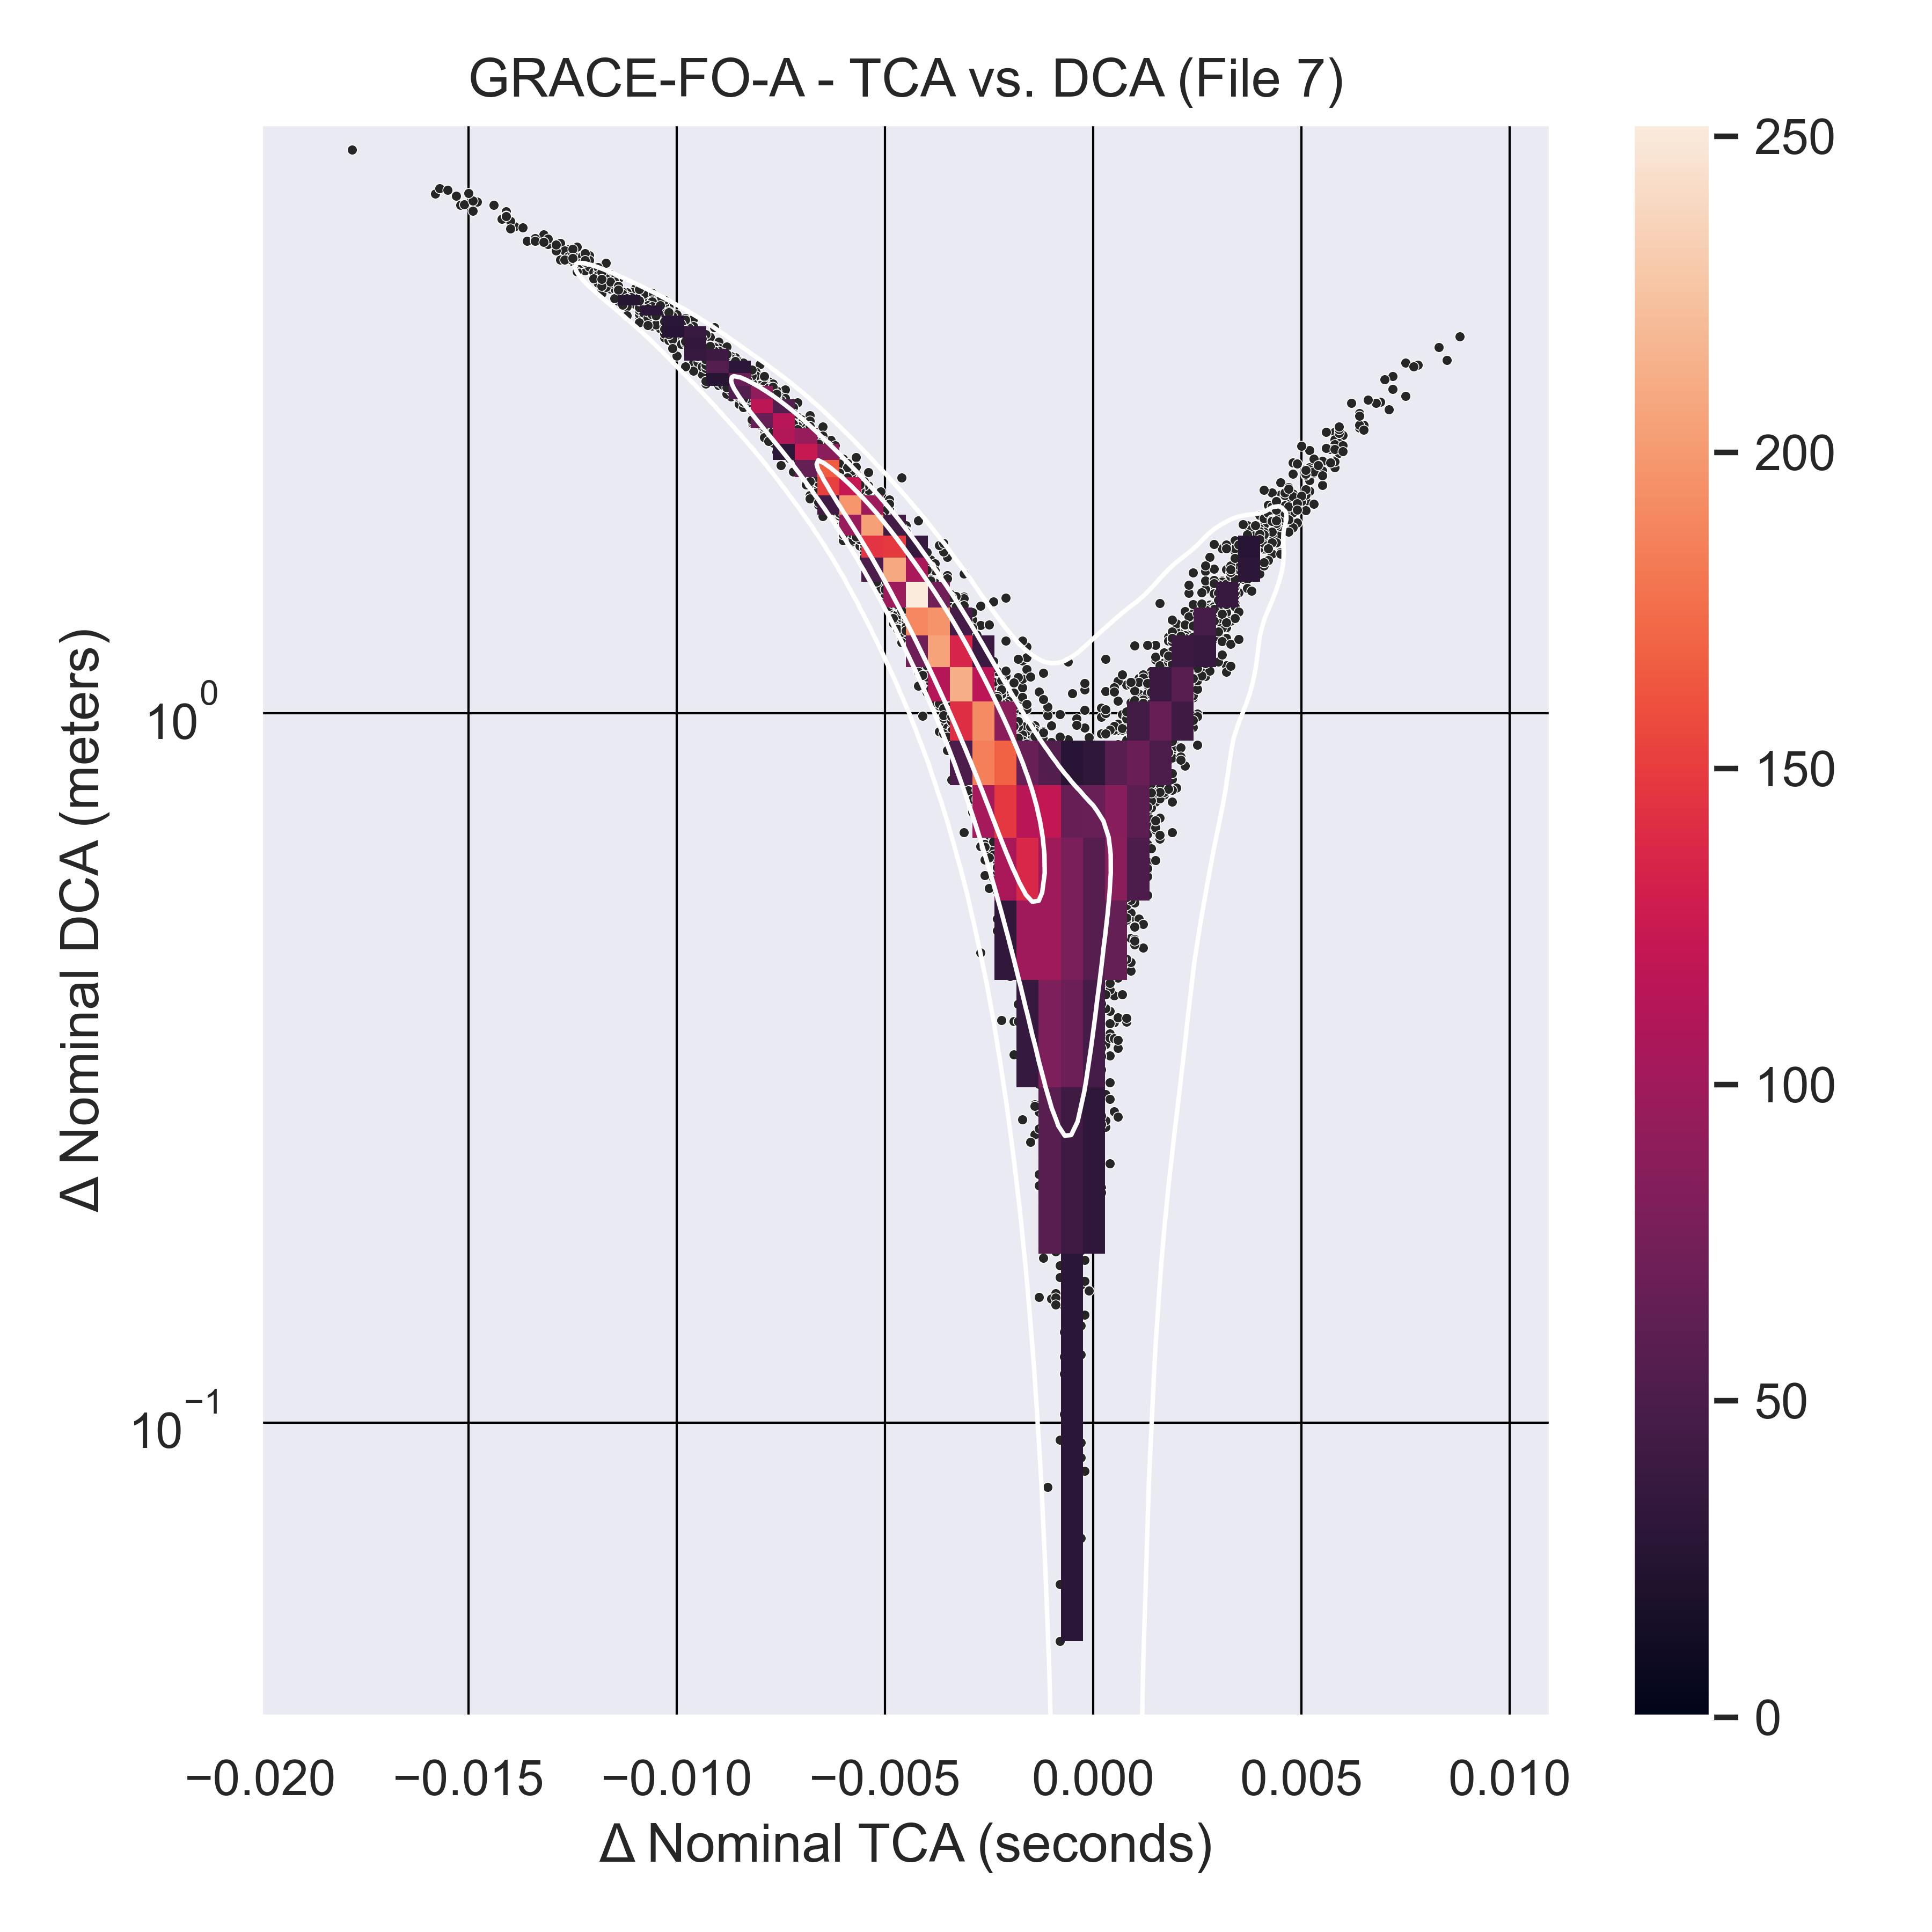 GRACE-FO-A - TCA vs. DCA (File 7)
Δ Nominal DCA (meters)
10⁰
10⁻¹
−0.020 −0.015 −0.010 −0.005 0.000 0.005 0.010
Δ Nominal TCA (seconds)
250
200
150
100
50
0